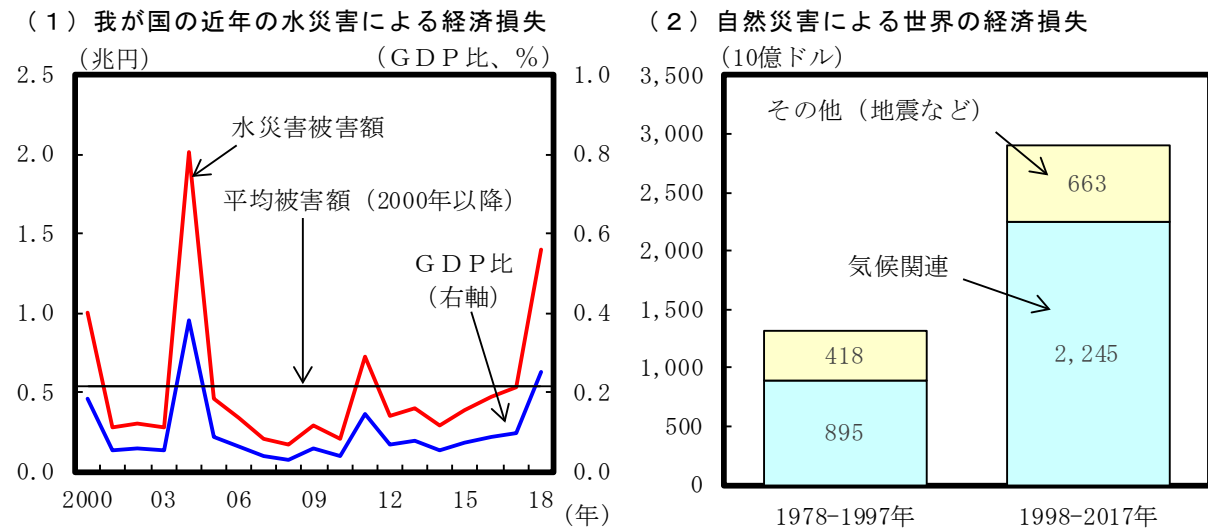 （１）我が国の近年の水災害による経済損失
（兆円）
（ＧＤＰ比、％）
2.5
2.0
1.5
1.0
0.5
0.0
1.0
0.8
0.6
0.4
0.2
0.0
水災害被害額
平均被害額（2000年以降）
ＧＤＰ比
（右軸）
2000 03 06 09 12 15 18
（年）
（２）自然災害による世界の経済損失
（10億ドル）
3,500
3,000
2,500
2,000
1,500
1,000
500
0
その他（地震など）
663
気候関連
2,245
418
895
1978-1997年
1998-2017年